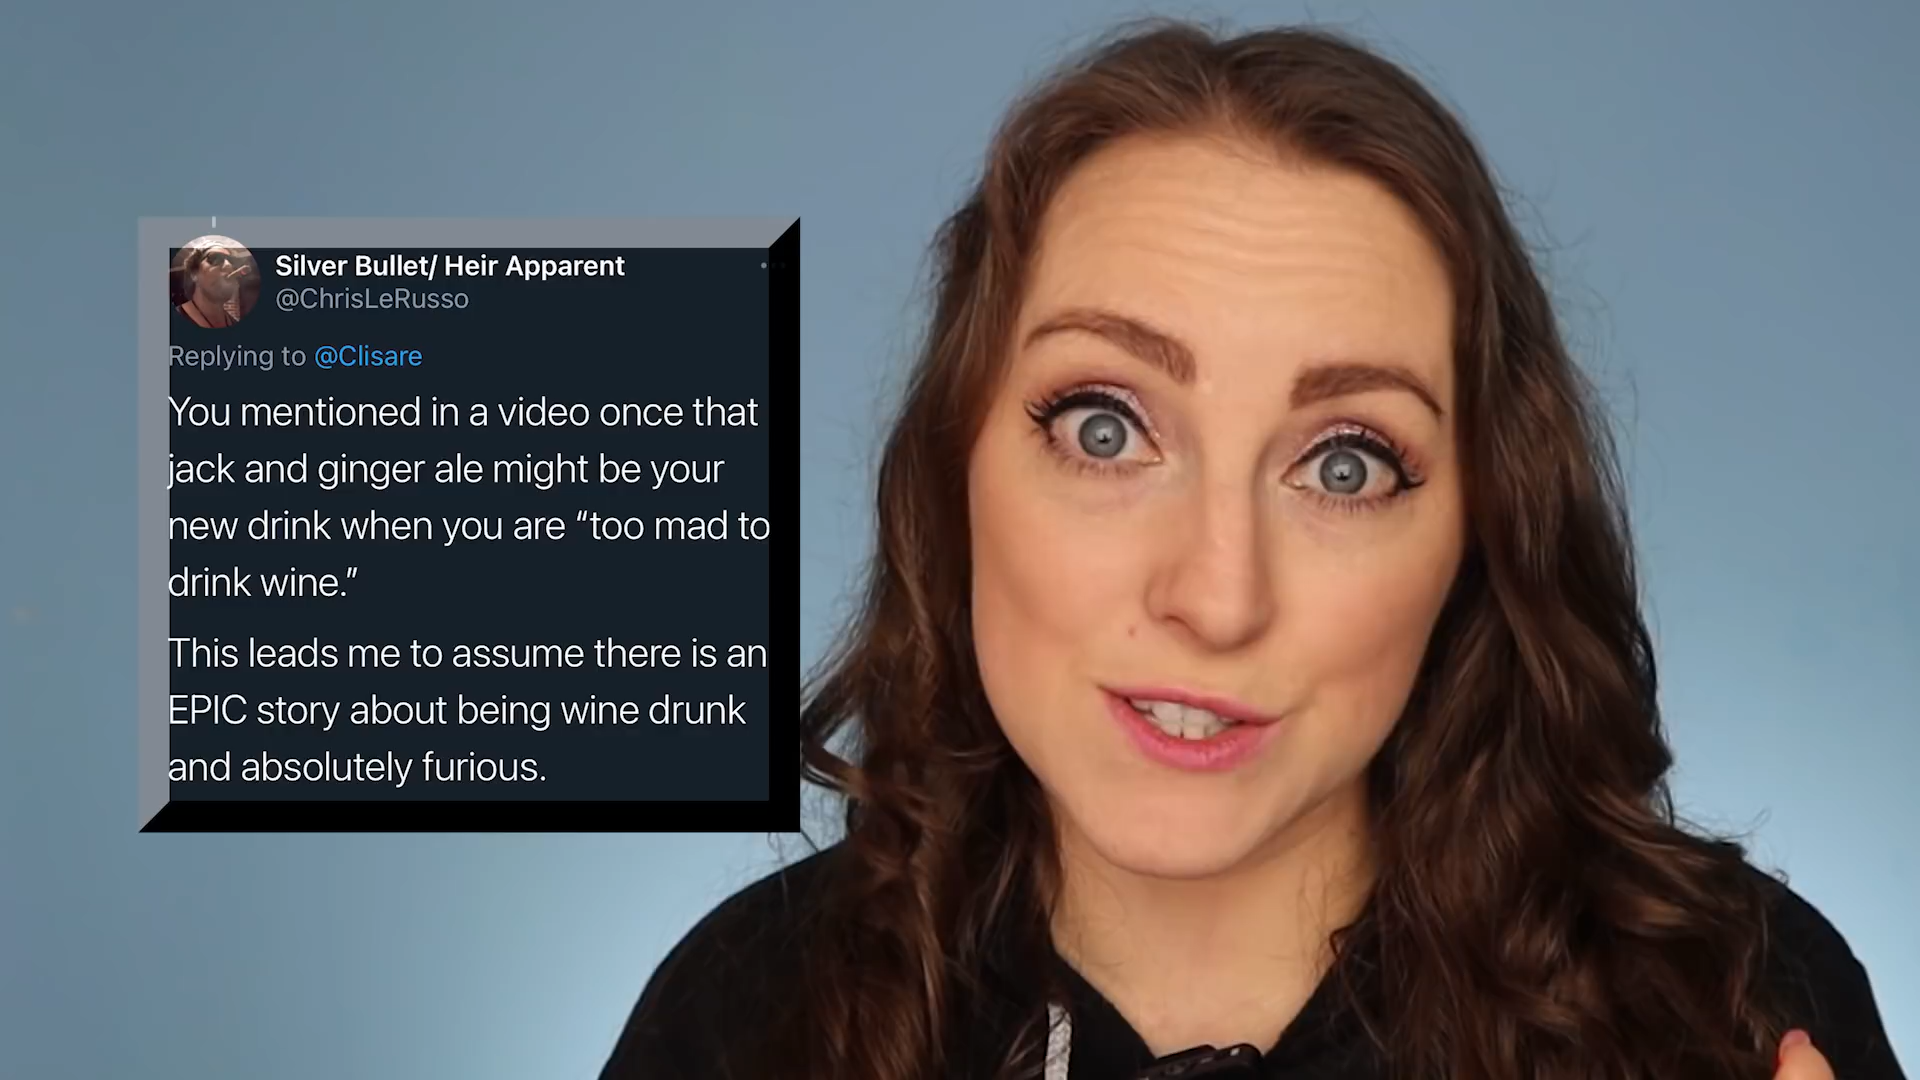 Silver Bullet/ Heir Apparent
@ChrisLeRusso
Replying to @Clisare
You mentioned in a video once that
jack and ginger ale might be your
new drink when you are “too mad to
drink wine.”
This leads me to assume there is an
EPIC story about being wine drunk
and absolutely furious.